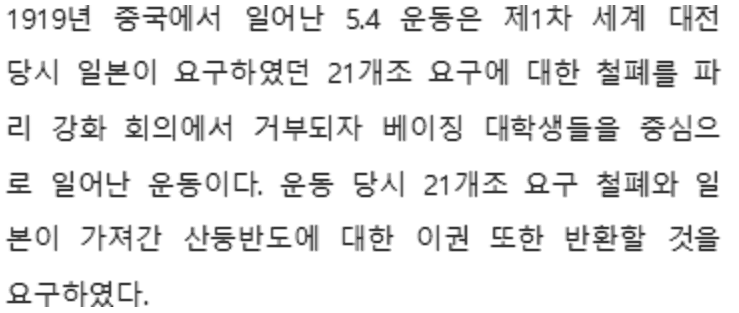 1919년 중국에서 일어난 5.4 운동은 제1차 세계 대전
당시 일본이 요구하였던 21개조 요구에 대한 철폐를 파
리 강화 회의에서 거부되자 베이징 대학생들을 중심으
로 일어난 운동이다. 운동 당시 21개조 요구 철폐와 일
본이 가져간 산둥반도에 대한 이권 또한 반환할 것을
요구하였다.